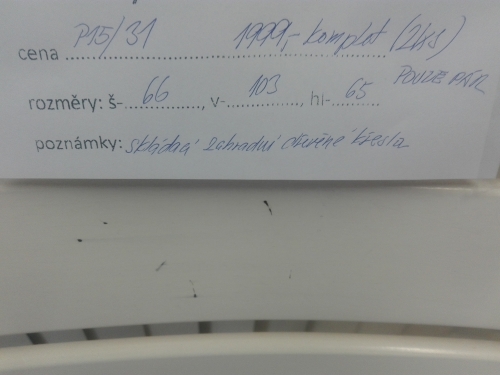 cena P15/31 1999,- komplet (2ks)
POUZE PÁR
rozměry: š- 66, v- 103, hl- 65
poznámky: skládací zahradní dřevěné křesla